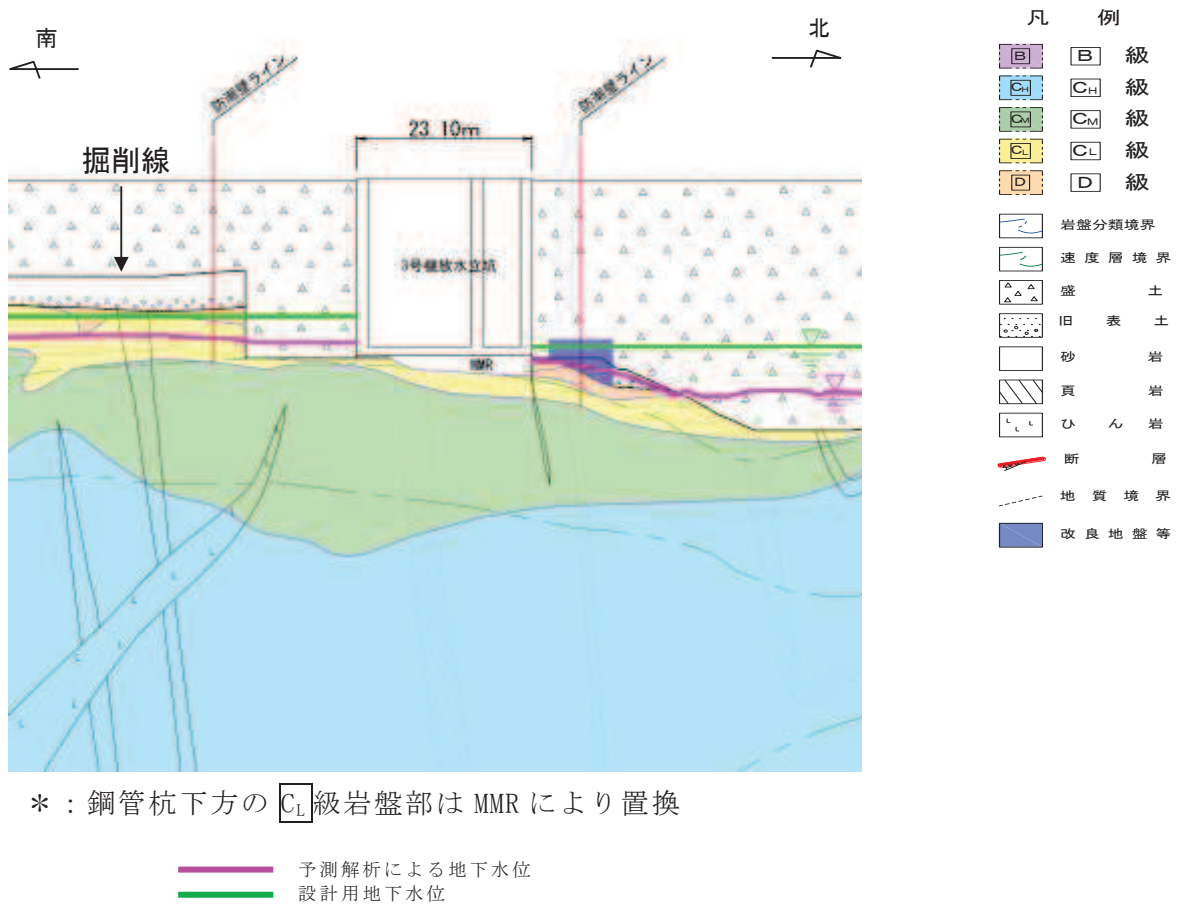 南
北
防潮壁ライン
防潮壁ライン
23.10m
掘削線
3号機放水立坑
MMR
凡 例
B B 級
CH CH 級
CM CM 級
CL CL 級
D D 級
岩盤分類境界
速度層境界
盛土
旧表土
砂岩
頁岩
ひん岩
断層
地質境界
改良地盤等
＊：鋼管杭下方の CL 級岩盤部は MMR により置換
予測解析による地下水位
設計用地下水位